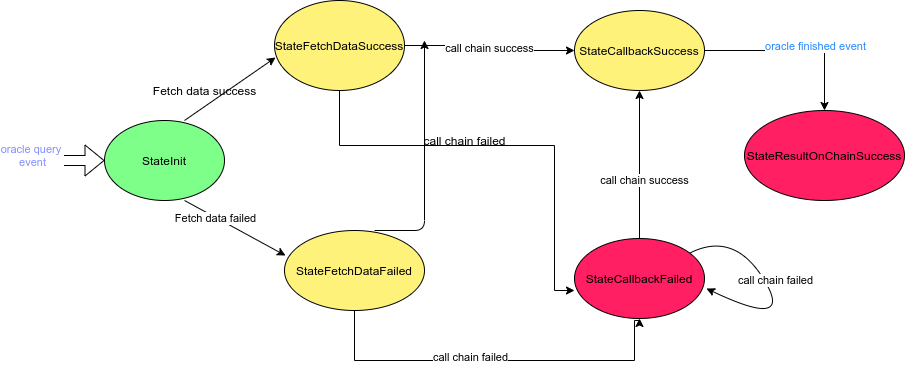 StateFetchDataSuccess
call chain success
StateCallbackSuccess
oracle finished event
Fetch data success
call chain failed
oracle query
event
StateInit
StateResultOnChainSuccess
call chain success
Fetch data failed
StateFetchDataFailed
StateCallbackFailed
call chain failed
call chain failed